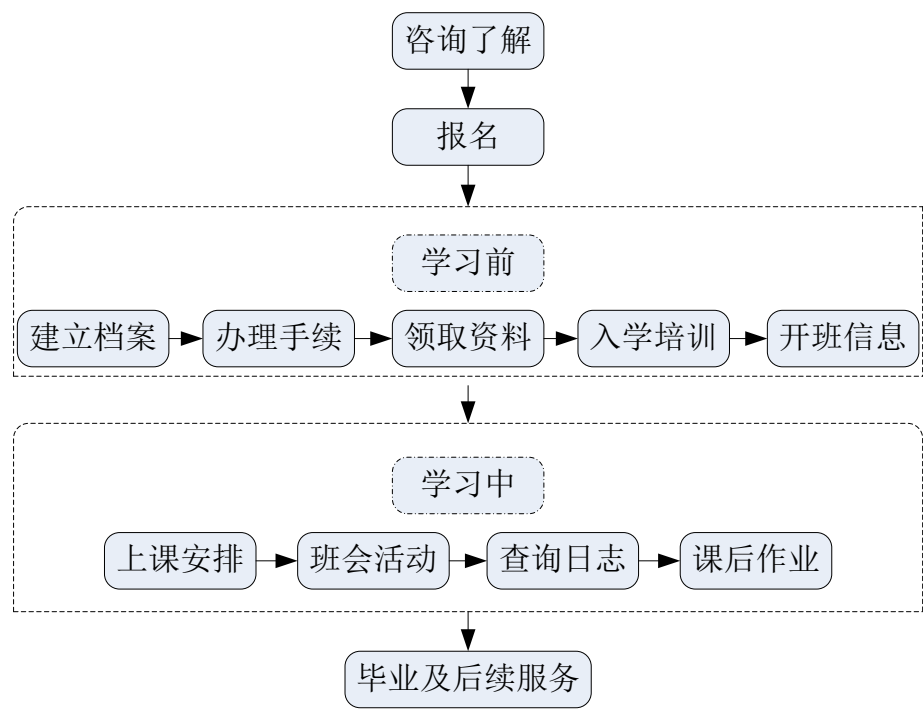 咨询了解
报名
学习前
建立档案 办理手续 领取资料 入学培训 开班信息
学习中
上课安排 班会活动 查询日志 课后作业
毕业及后续服务